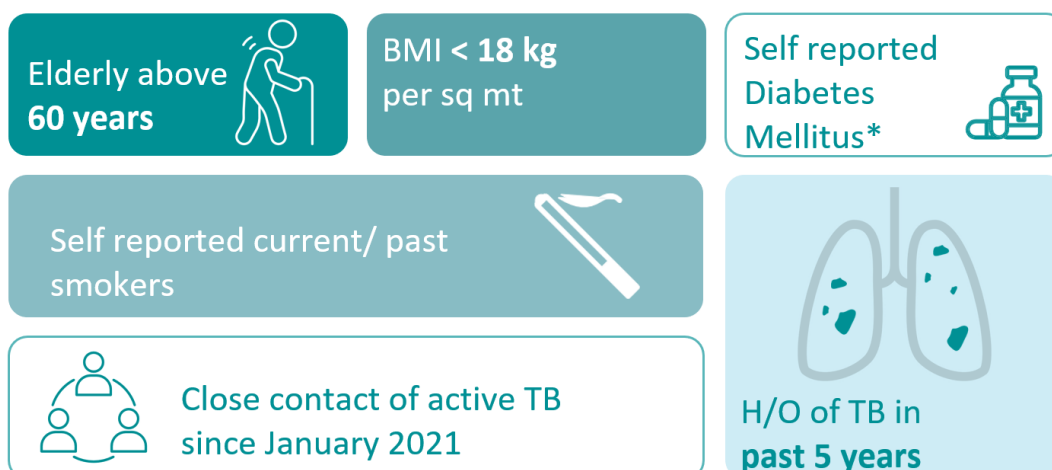 Elderly above
60 years
BMI < 18 kg
per sq mt
Self reported
Diabetes
Mellitus*
Self reported current/ past
smokers
Close contact of active TB
since January 2021
H/O of TB in
past 5 years